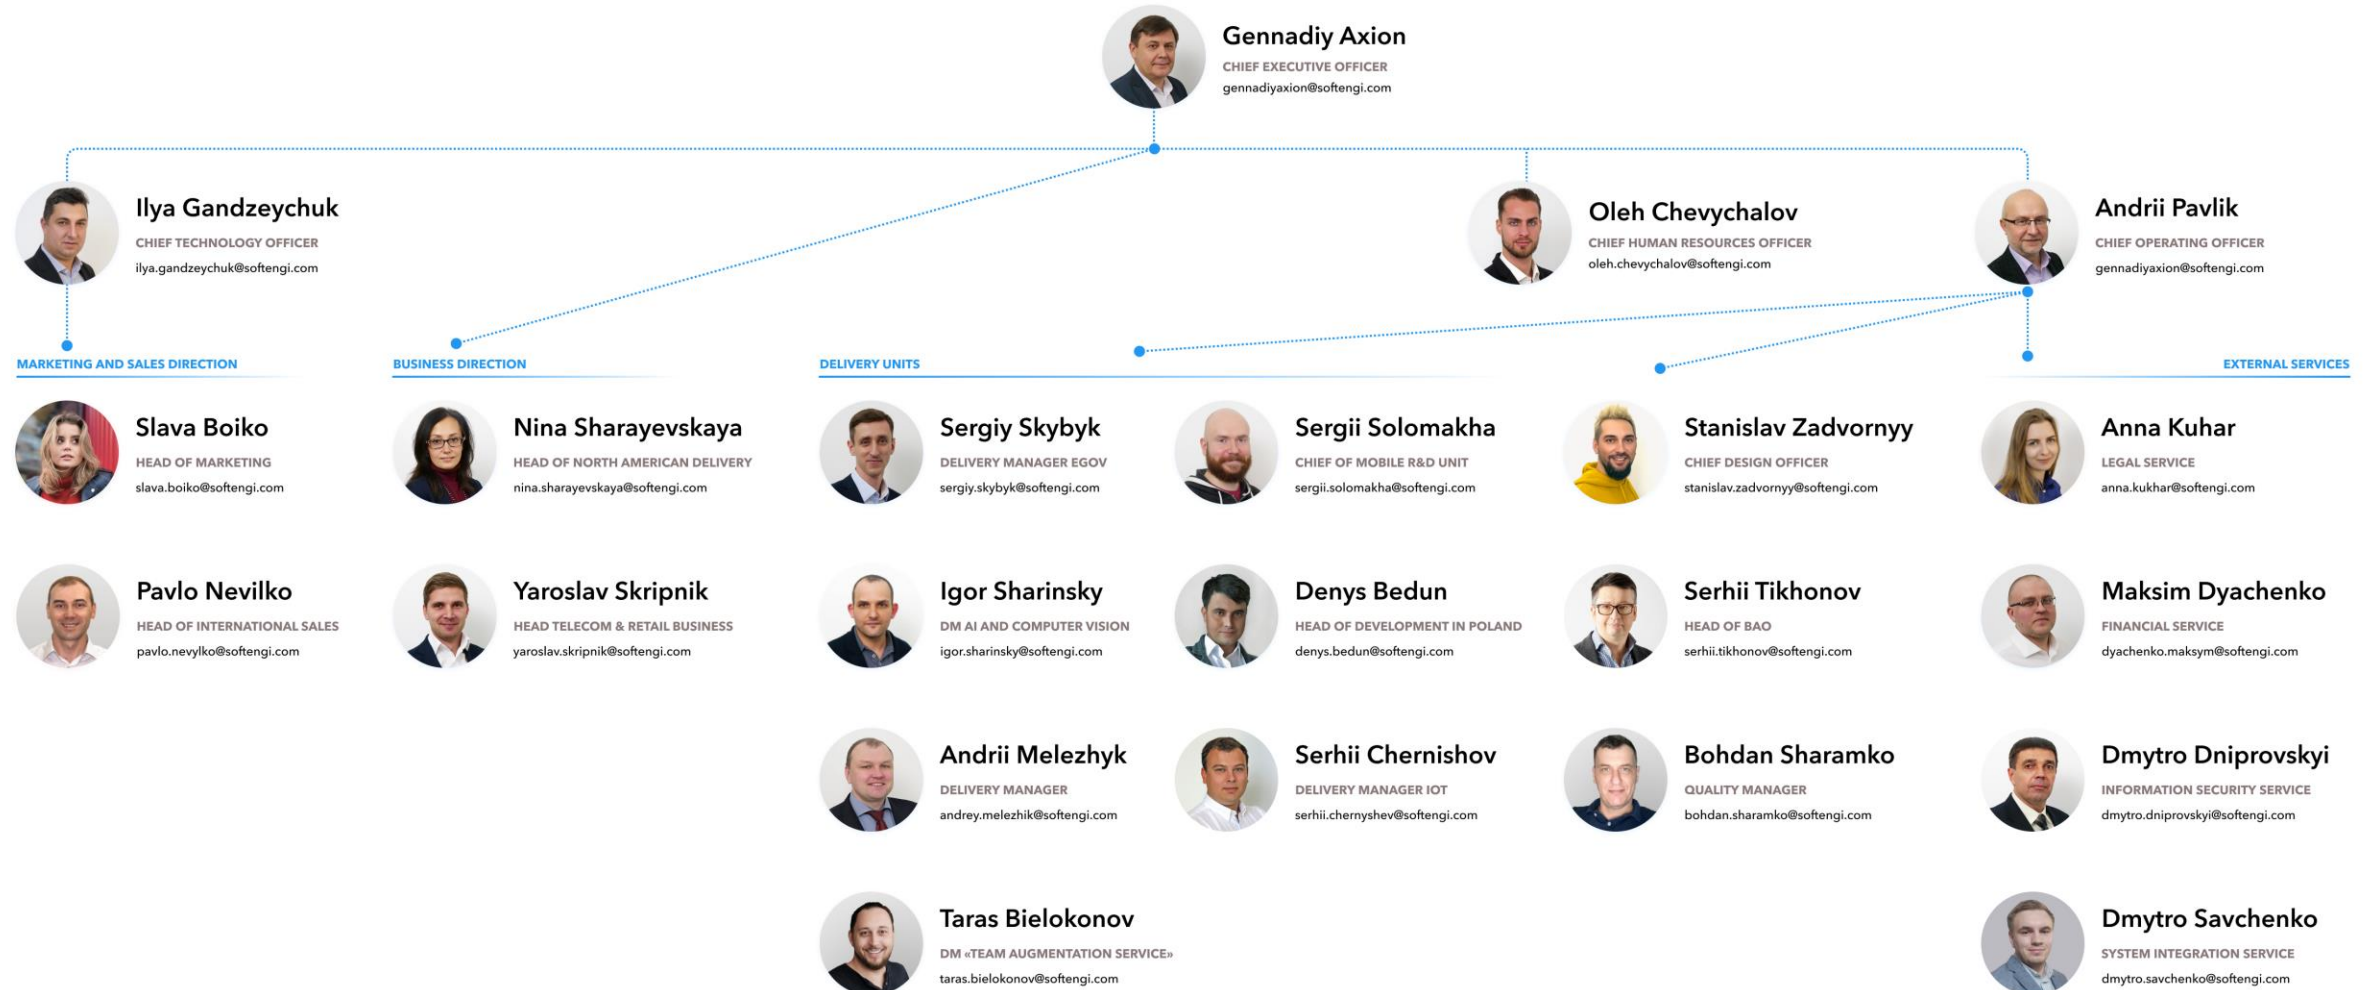 Gennadiy Axion
CHIEF EXECUTIVE OFFICER
gennadiyaxion@softengi.com
Ilya Gandzeychuk
CHIEF TECHNOLOGY OFFICER
ilya.gandzeychuk@softengi.com
Oleh Chevychalov
CHIEF HUMAN RESOURCES OFFICER
oleh.chevychalov@softengi.com
Andrii Pavlik
CHIEF OPERATING OFFICER
gennadiyaxion@softengi.com
MARKETING AND SALES DIRECTION
BUSINESS DIRECTION
DELIVERY UNITS
EXTERNAL SERVICES
Slava Boiko
HEAD OF MARKETING
slava.boiko@softengi.com
Nina Sharayevskaya
HEAD OF NORTH AMERICAN DELIVERY
nina.sharayevskaya@softengi.com
Sergiy Skybyk
DELIVERY MANAGER EGOV
sergiy.skybyk@softengi.com
Sergii Solomakha
CHIEF OF MOBILE R&D UNIT
sergii.solomakha@softengi.com
Stanislav Zadvornyy
CHIEF DESIGN OFFICER
stanislav.zadvornyy@softengi.com
Anna Kuhar
LEGAL SERVICE
anna.kukhar@softengi.com
Pavlo Nevilko
HEAD OF INTERNATIONAL SALES
pavlo.nevylko@softengi.com
Yaroslav Skripnik
HEAD TELECOM & RETAIL BUSINESS
yaroslav.skripnik@softengi.com
Igor Sharinsky
DM AI AND COMPUTER VISION
igor.sharinsky@softengi.com
Denys Bedun
HEAD OF DEVELOPMENT IN POLAND
denys.bedun@softengi.com
Serhii Tikhonov
HEAD OF BAO
serhii.tikhonov@softengi.com
Maksim Dyachenko
FINANCIAL SERVICE
dyachenko.maksym@softengi.com
Andrii Melezhyk
DELIVERY MANAGER
andrey.melezhik@softengi.com
Serhii Chernishov
DELIVERY MANAGER IOT
serhii.chernyshev@softengi.com
Bohdan Sharamko
QUALITY MANAGER
bohdan.sharamko@softengi.com
Dmytro Dniprovskyi
INFORMATION SECURITY SERVICE
dmytro.dniprovskyi@softengi.com
Taras Bielokonov
DM «TEAM AUGMENTATION SERVICE»
taras.bielokonov@softengi.com
Dmytro Savchenko
SYSTEM INTEGRATION SERVICE
dmytro.savchenko@softengi.com